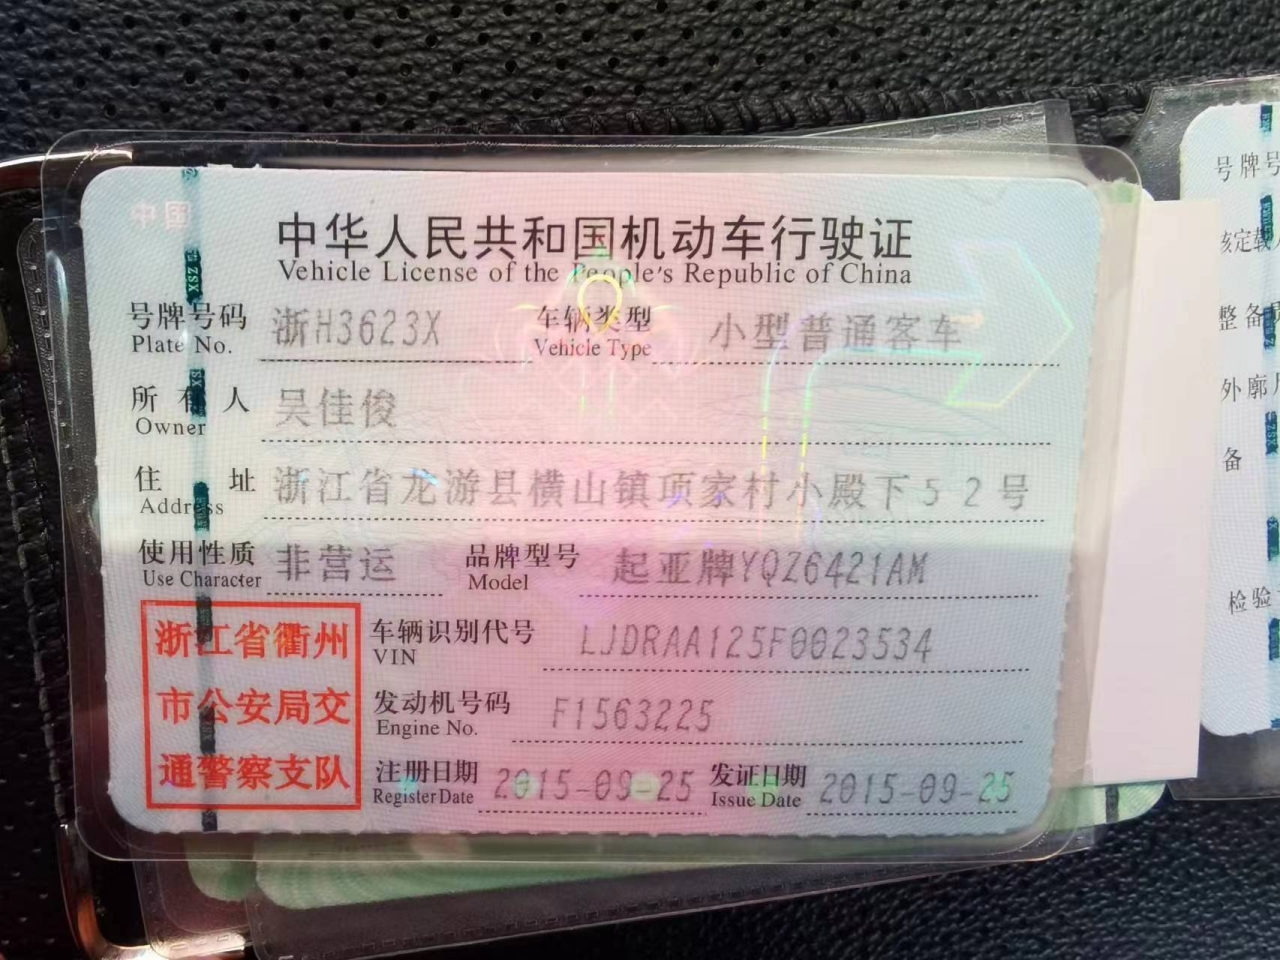 中国
中华人民共和国机动车行驶证
Vehicle License of the People's Republic of China
号牌号码 浙H3623X 车辆类型 小型普通客车
Plate No. Vehicle Type
所有人 吴佳俊
Owner
住址 浙江省龙游县横山镇项家村小殿下52号
Address
使用性质 非营运 品牌型号 起亚牌YQZ6421AM
Use Character Model
浙江省衢州
市公安局交
通警察支队
车辆识别代号 LJDRAA125F0023534
VIN
发动机号码 F1563225
Engine No.
注册日期 2015-09-25 发证日期 2015-09-25
Register Date Issue Date
号牌号
核定载
整备
外廓
备
检验